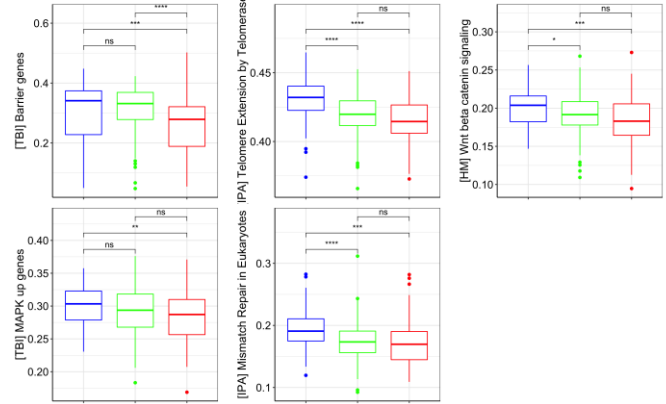 [TBI] Barrier genes
0.6
0.4
0.2
****
***
ns
[IPA] Telomere Extension by Telomerase
0.45
0.40
ns
****
****
[HM] Wnt beta catenin signaling
0.30
0.25
0.20
0.15
0.10
ns
***
*
[TBI] MAPK up genes
0.40
0.35
0.30
0.25
0.20
ns
**
ns
[IPA] Mismatch Repair in Eukaryotes
0.3
0.2
0.1
ns
***
****